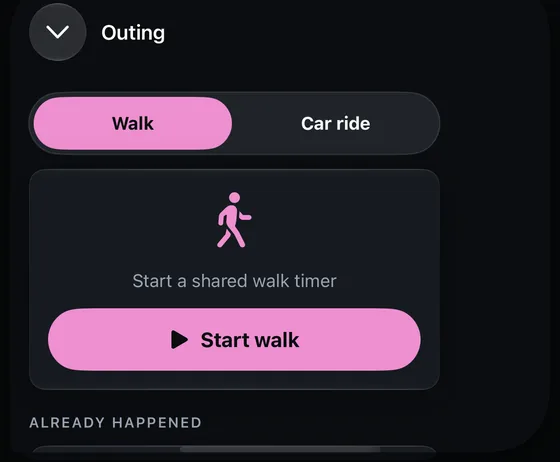 Outing
Walk Car ride
Start a shared walk timer
Start walk
ALREADY HAPPENED